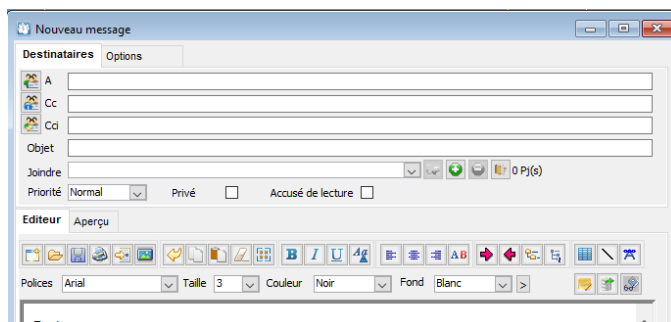 Nouveau message
Destinataires Options
A
Cc
Cci
Objet
Joindre 0 Pj(s)
Priorité Normal Privé Accusé de lecture
Editeur Aperçu
B I U Ag AB
Polices Arial Taille 3 Couleur Noir Fond Blanc >